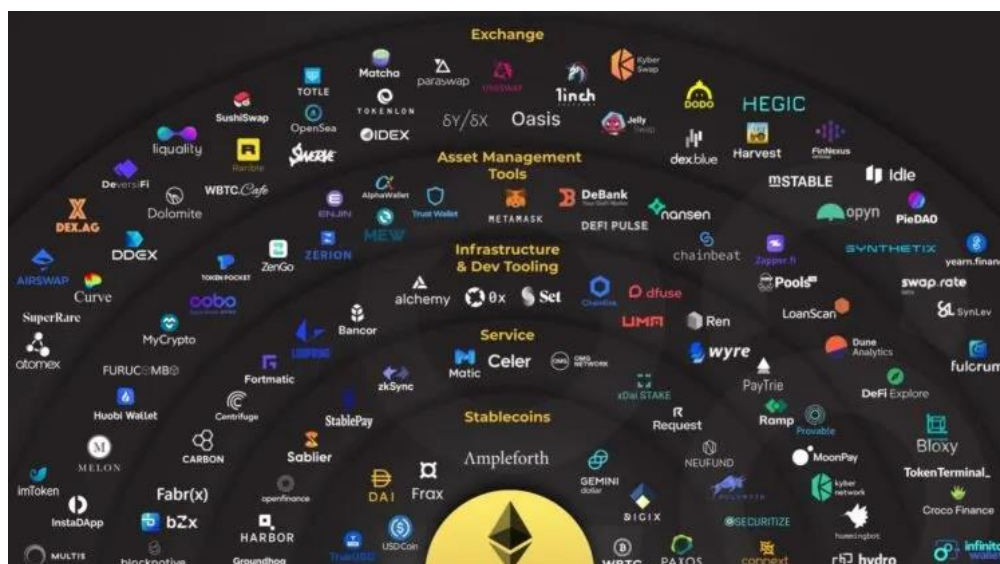 Exchange
Matcha
paraswap
UNISWAP
1inch
Kyber
Swap
TOTLE
TOKENLON
DODO
HEGIC
SushiSwap
OpenSea
IDEX
δY/δX
Oasis
Jelly
Swap
liquality
Rarible
SWERVE
dex.blue
Harvest
FinNexus
Asset Management
Tools
mSTABLE
Idle
DeversiFi
WBTC.Cafe
AlphaWallet
Trust Wallet
METAMASK
DeBank
nansen
opyn
PieDAO
Dolomite
ENJIN
MEW
DEFI PULSE
DEX.AG
DDEX
ZenGo
ZERION
chainbeat
Zapper.fi
SYNTHETIX
yearn.finance
Infrastructure
& Dev Tooling
AIRSWAP
TOKEN POCKET
Curve
cobo
alchemy
0x
Set
Chainlink
dfuse
Pools
swap.rate
SuperRare
MyCrypto
Bancor
LOOPRING
UMA
Ren
LoanScan
SynLev
atomex
Service
FURUCOMBO
Fortmatic
zkSync
Matic
Celer
OMG
NETWORK
wyre
PayTrie
Dune
Analytics
fulcrum
Huobi Wallet
Centrifuge
StablePay
xDai STAKE
DeFi Explore
Stablecoins
Request
Ramp
Provable
Bloxy
MELON
CARBON
Sablier
Ampleforth
NEUFUND
MoonPay
imToken
openfinance
DAI
Frax
GEMINI
dollar
POLYMATH
kyber
network
TokenTerminal_
InstaDApp
Fabr(x)
DIGIX
Croco Finance
bZx
HARBOR
USDCoin
SECURITIZE
hummingbot
MULTIS
blocknative
Groundhog
TrueUSD
WBTC
PAXOS
connext
hydro
infinito
wallet